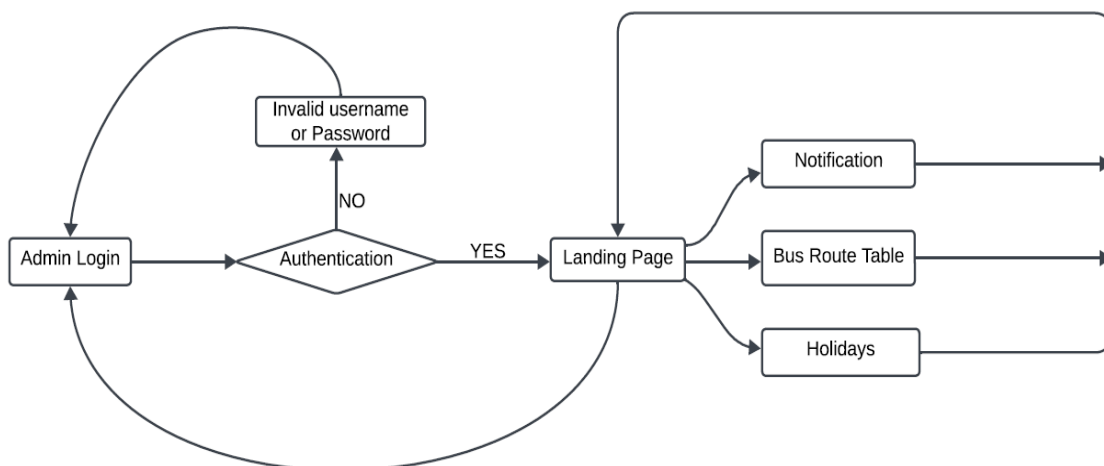 Invalid username
or Password
NO
Notification
Admin Login
Authentication
YES
Landing Page
Bus Route Table
Holidays